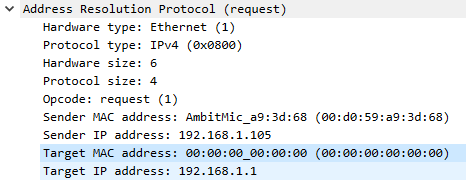 Address Resolution Protocol (request)
Hardware type: Ethernet (1)
Protocol type: IPv4 (0x0800)
Hardware size: 6
Protocol size: 4
Opcode: request (1)
Sender MAC address: AmbitMic_a9:3d:68 (00:d0:59:a9:3d:68)
Sender IP address: 192.168.1.105
Target MAC address: 00:00:00_00:00:00 (00:00:00:00:00:00)
Target IP address: 192.168.1.1